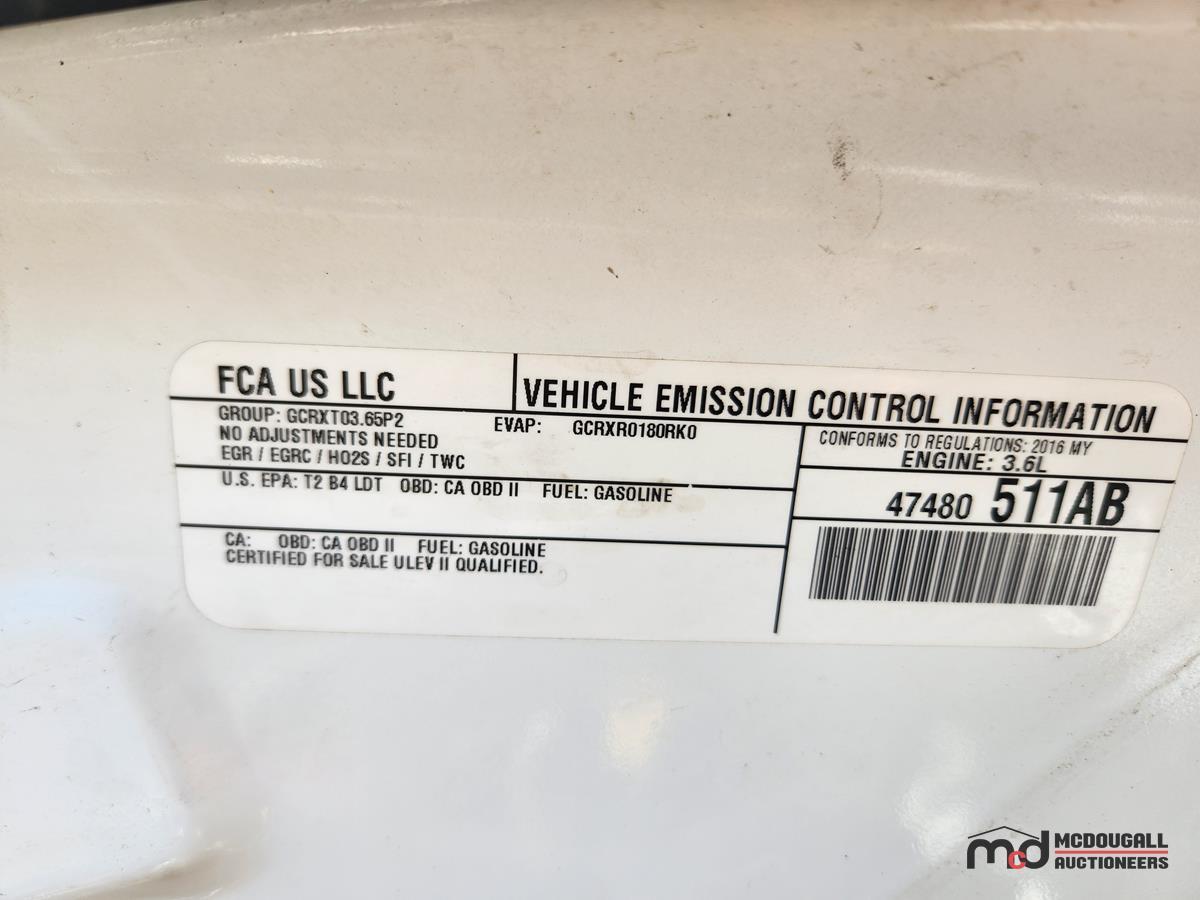 FCA US LLC
VEHICLE EMISSION CONTROL INFORMATION
GROUP: GCRXT03.65P2
EVAP: GCRXR0180RK0
NO ADJUSTMENTS NEEDED
EGR / EGRC / HO2S / SFI / TWC
CONFORMS TO REGULATIONS: 2016 MY
ENGINE: 3.6L
U.S. EPA: T2 B4 LDT OBD: CA OBD II FUEL: GASOLINE
47480 511AB
CA: OBD: CA OBD II FUEL: GASOLINE
CERTIFIED FOR SALE ULEV II QUALIFIED.
mcd MCDOUGALL
AUCTIONEERS